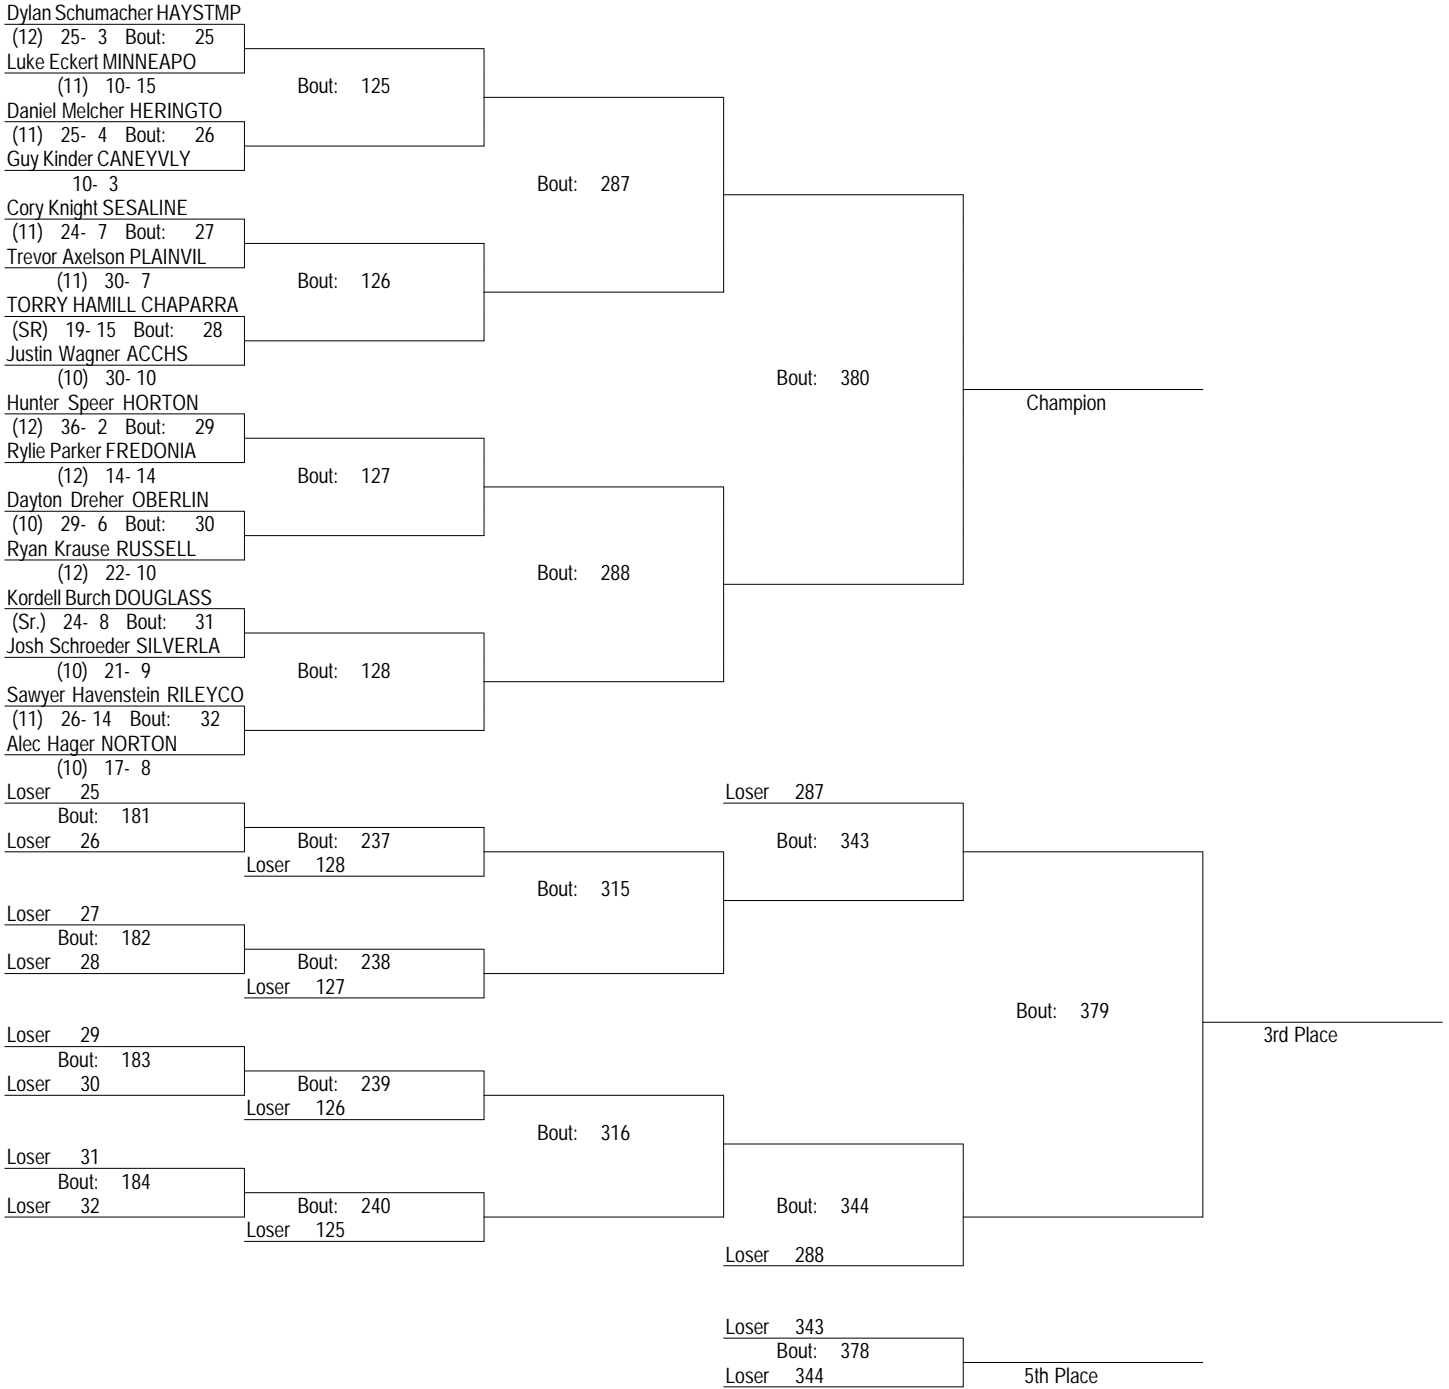 Dylan Schumacher HAYSTMP
(12) 25- 3 Bout: 25
Luke Eckert MINNEAPO
(11) 10- 15
Bout: 125
Daniel Melcher HERINGTO
(11) 25- 4 Bout: 26
Guy Kinder CANEYVLY
10- 3
Bout: 287
Cory Knight SESALINE
(11) 24- 7 Bout: 27
Trevor Axelson PLAINVIL
(11) 30- 7
Bout: 126
TORRY HAMILL CHAPARRA
(SR) 19- 15 Bout: 28
Justin Wagner ACCHS
(10) 30- 10
Bout: 380
Hunter Speer HORTON
Champion
(12) 36- 2 Bout: 29
Rylie Parker FREDONIA
(12) 14- 14
Bout: 127
Dayton Dreher OBERLIN
(10) 29- 6 Bout: 30
Ryan Krause RUSSELL
(12) 22- 10
Bout: 288
Kordell Burch DOUGLASS
(Sr.) 24- 8 Bout: 31
Josh Schroeder SILVERLA
(10) 21- 9
Bout: 128
Sawyer Havenstein RILEYCO
(11) 26- 14 Bout: 32
Alec Hager NORTON
(10) 17- 8
Loser 25
Loser 287
Bout: 181
Loser 26
Bout: 237
Bout: 343
Loser 128
Bout: 315
Loser 27
Bout: 182
Loser 28
Bout: 238
Loser 127
Bout: 379
Loser 29
3rd Place
Bout: 183
Loser 30
Bout: 239
Loser 126
Bout: 316
Loser 31
Bout: 184
Loser 32
Bout: 240
Bout: 344
Loser 125
Loser 288
Loser 343
Bout: 378
Loser 344
5th Place